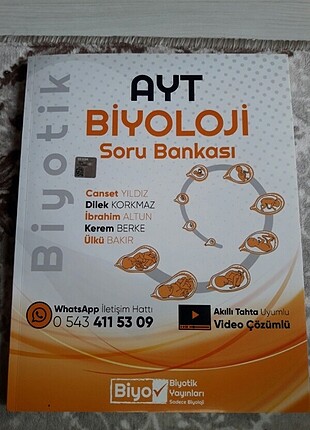 Biyotik
AYT
BİYOLOJİ
Soru Bankası
Canset YILDIZ
Dilek KORKMAZ
İbrahim ALTUN
Kerem BERKE
Ülkü BAKIR
WhatsApp İletişim Hattı
0 543 411 53 09
Akıllı Tahta Uyumlu
Video Çözümlü
Biyo
Biyotik
Yayınları
Sadece Biyoloji